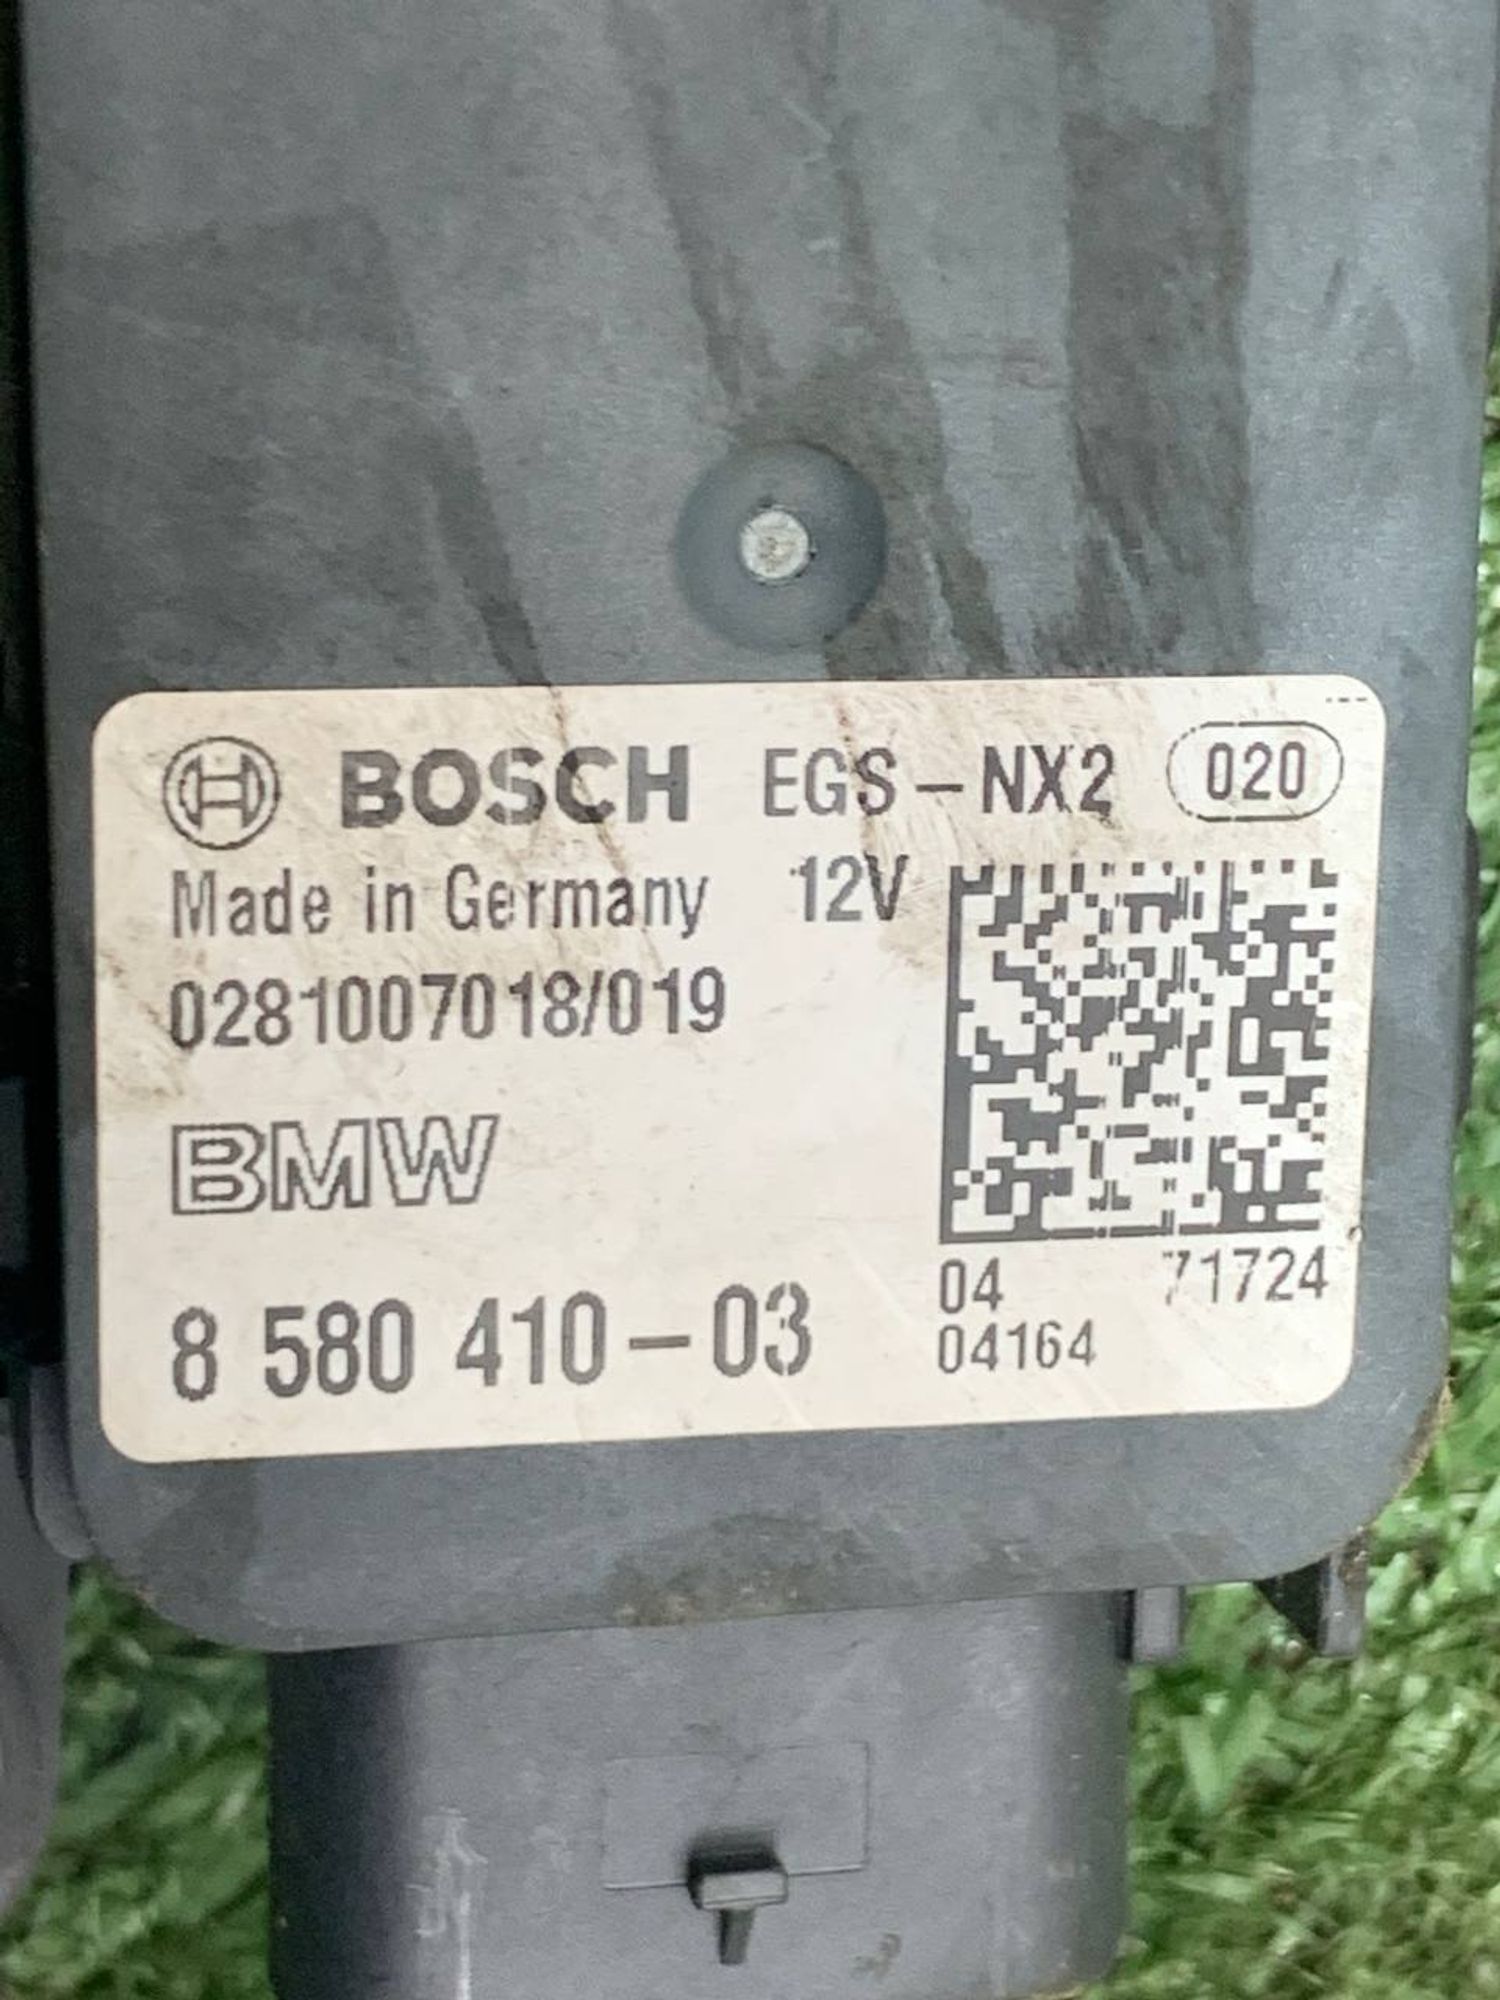 BOSCH EGS-NX2 020
Made in Germany 12V
0281007018/019
BMW
8 580 410-03
04 71724
04164